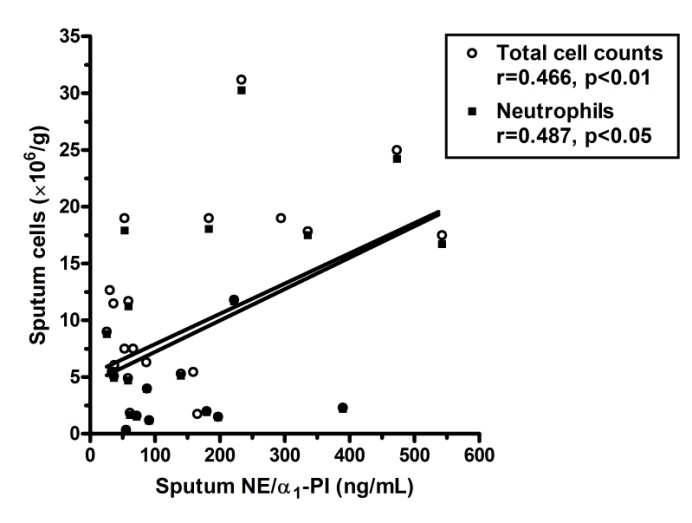 35
30
25
20
15
10
5
0
0 100 200 300 400 500 600
Sputum cells (×10⁶/g)
Sputum NE/α₁-PI (ng/mL)
Total cell counts
r=0.466, p<0.01
Neutrophils
r=0.487, p<0.05